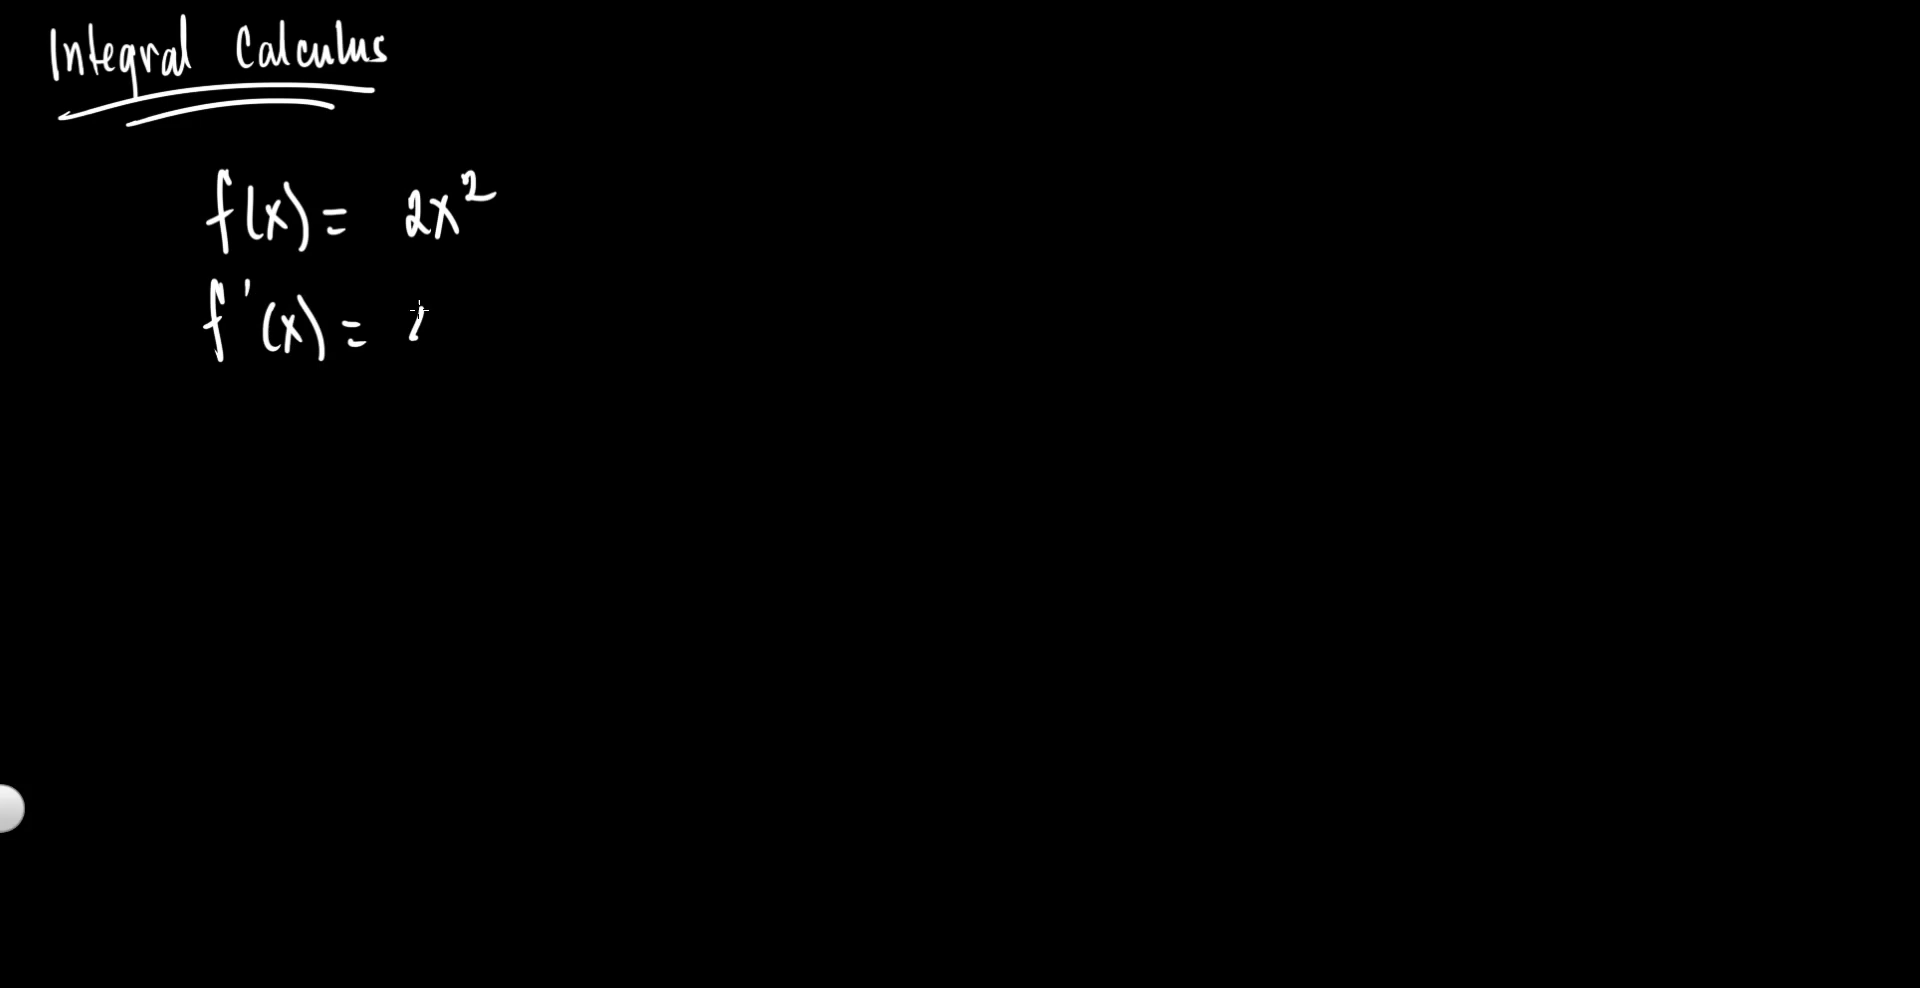 Integral Calculus
f(x) = 2x²
f'(x) =